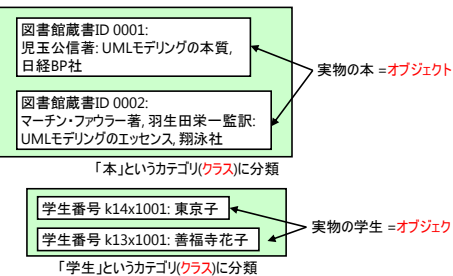 図書館蔵書ID 0001:
児玉公信著: UMLモデリングの本質,
日経BP社
実物の本 =オブジェクト
図書館蔵書ID 0002:
マーチン・ファウラー著, 羽生田栄一監訳:
UMLモデリングのエッセンス, 翔泳社
「本」というカテゴリ(クラス)に分類
学生番号 k14x1001: 東京子
実物の学生 =オブジェク
学生番号 k13x1001: 善福寺花子
「学生」というカテゴリ(クラス)に分類